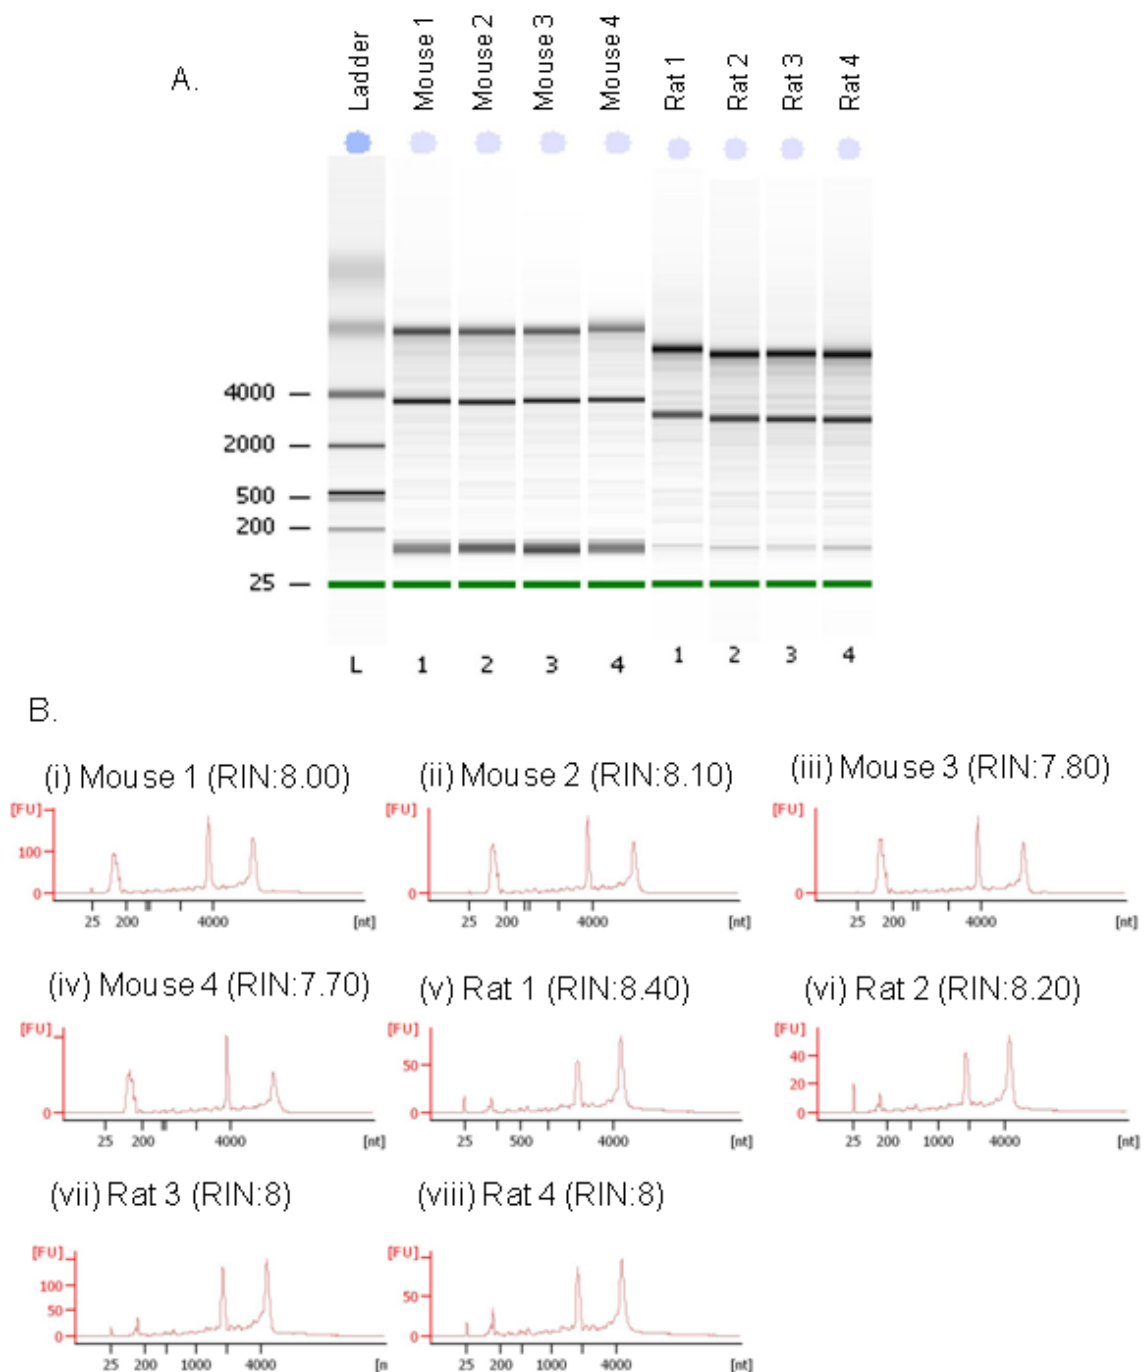 A.
Ladder
Mouse 1
Mouse 2
Mouse 3
Mouse 4
Rat 1
Rat 2
Rat 3
Rat 4
4000
2000
500
200
25
L 1 2 3 4 1 2 3 4
B.
(i) Mouse 1 (RIN:8.00)
[FU]
100
0
25 200 4000 [nt]
(ii) Mouse 2 (RIN:8.10)
[FU]
0
25 200 4000 [nt]
(iii) Mouse 3 (RIN:7.80)
[FU]
0
25 200 4000 [nt]
(iv) Mouse 4 (RIN:7.70)
[FU]
0
25 200 4000 [nt]
(v) Rat 1 (RIN:8.40)
[FU]
50
0
25 500 4000 [nt]
(vi) Rat 2 (RIN:8.20)
[FU]
40
20
0
25 200 1000 4000 [nt]
(vii) Rat 3 (RIN:8)
[FU]
100
50
0
25 200 1000 4000 [n
(viii) Rat 4 (RIN:8)
[FU]
50
0
25 200 1000 4000 [nt]